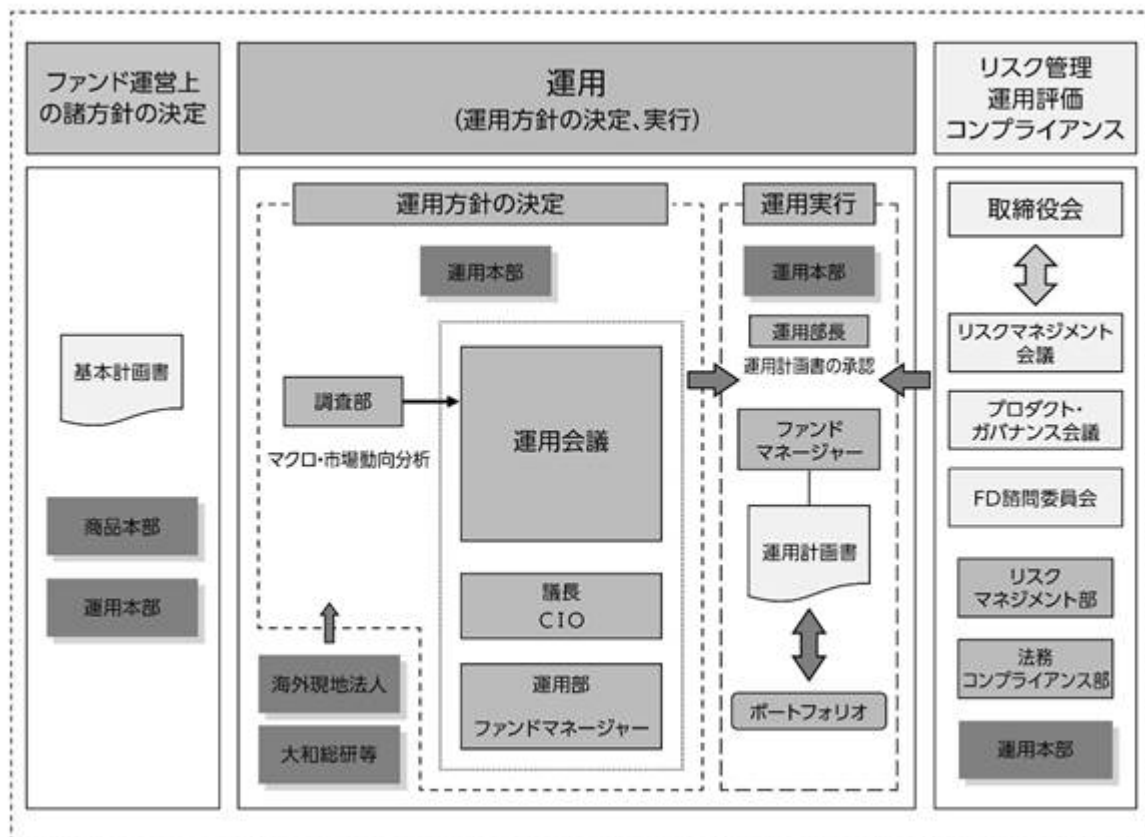 ファンド運営上
の諸方針の決定
基本計画書
商品本部
運用本部
運用
(運用方針の決定、実行)
運用方針の決定
運用本部
調査部
マクロ・市場動向分析
運用会議
議長
CIO
運用部
ファンドマネージャー
海外現地法人
大和総研等
運用実行
運用本部
運用部長
運用計画書の承認
ファンド
マネージャー
運用計画書
ポートフォリオ
リスク管理
運用評価
コンプライアンス
取締役会
リスクマネジメント
会議
プロダクト・
ガバナンス会議
FD諮問委員会
リスク
マネジメント部
法務
コンプライアンス部
運用本部